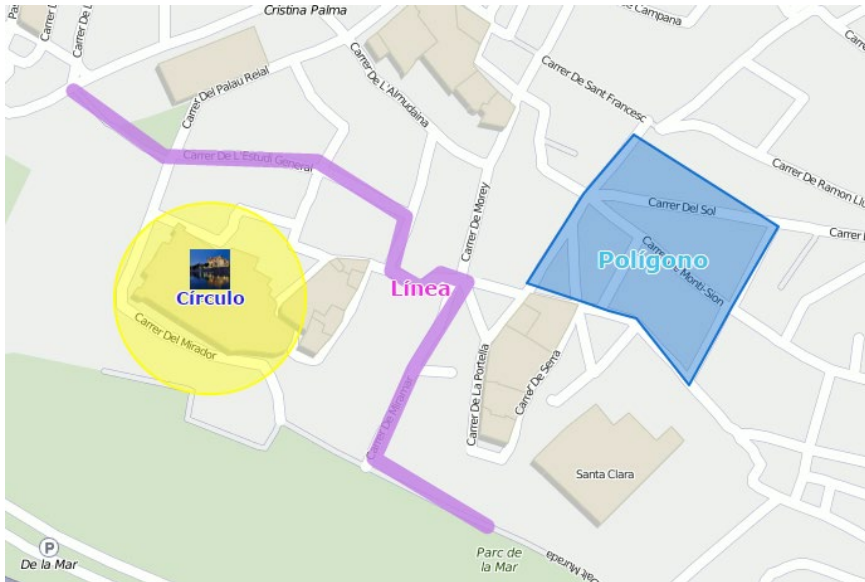 Cristina Palma
Campana
Carrer D
Carrer D
Carrer Del Palau Reial
Carrer De L'Almudaina
Carrer De Sant Francesc
Carrer De L'Estudi General
Carrer De Ramon Llu
Carrer De Morey
Carrer Del Sol
Carrer De Monti-Sion
Polígono
Línea
Círculo
Carrer Del Mirador
Carrer De Miramar
Carrer De La Portella
Carrer De Serra
Santa Clara
P
De la Mar
Parc de
la Mar
Dalt Murada